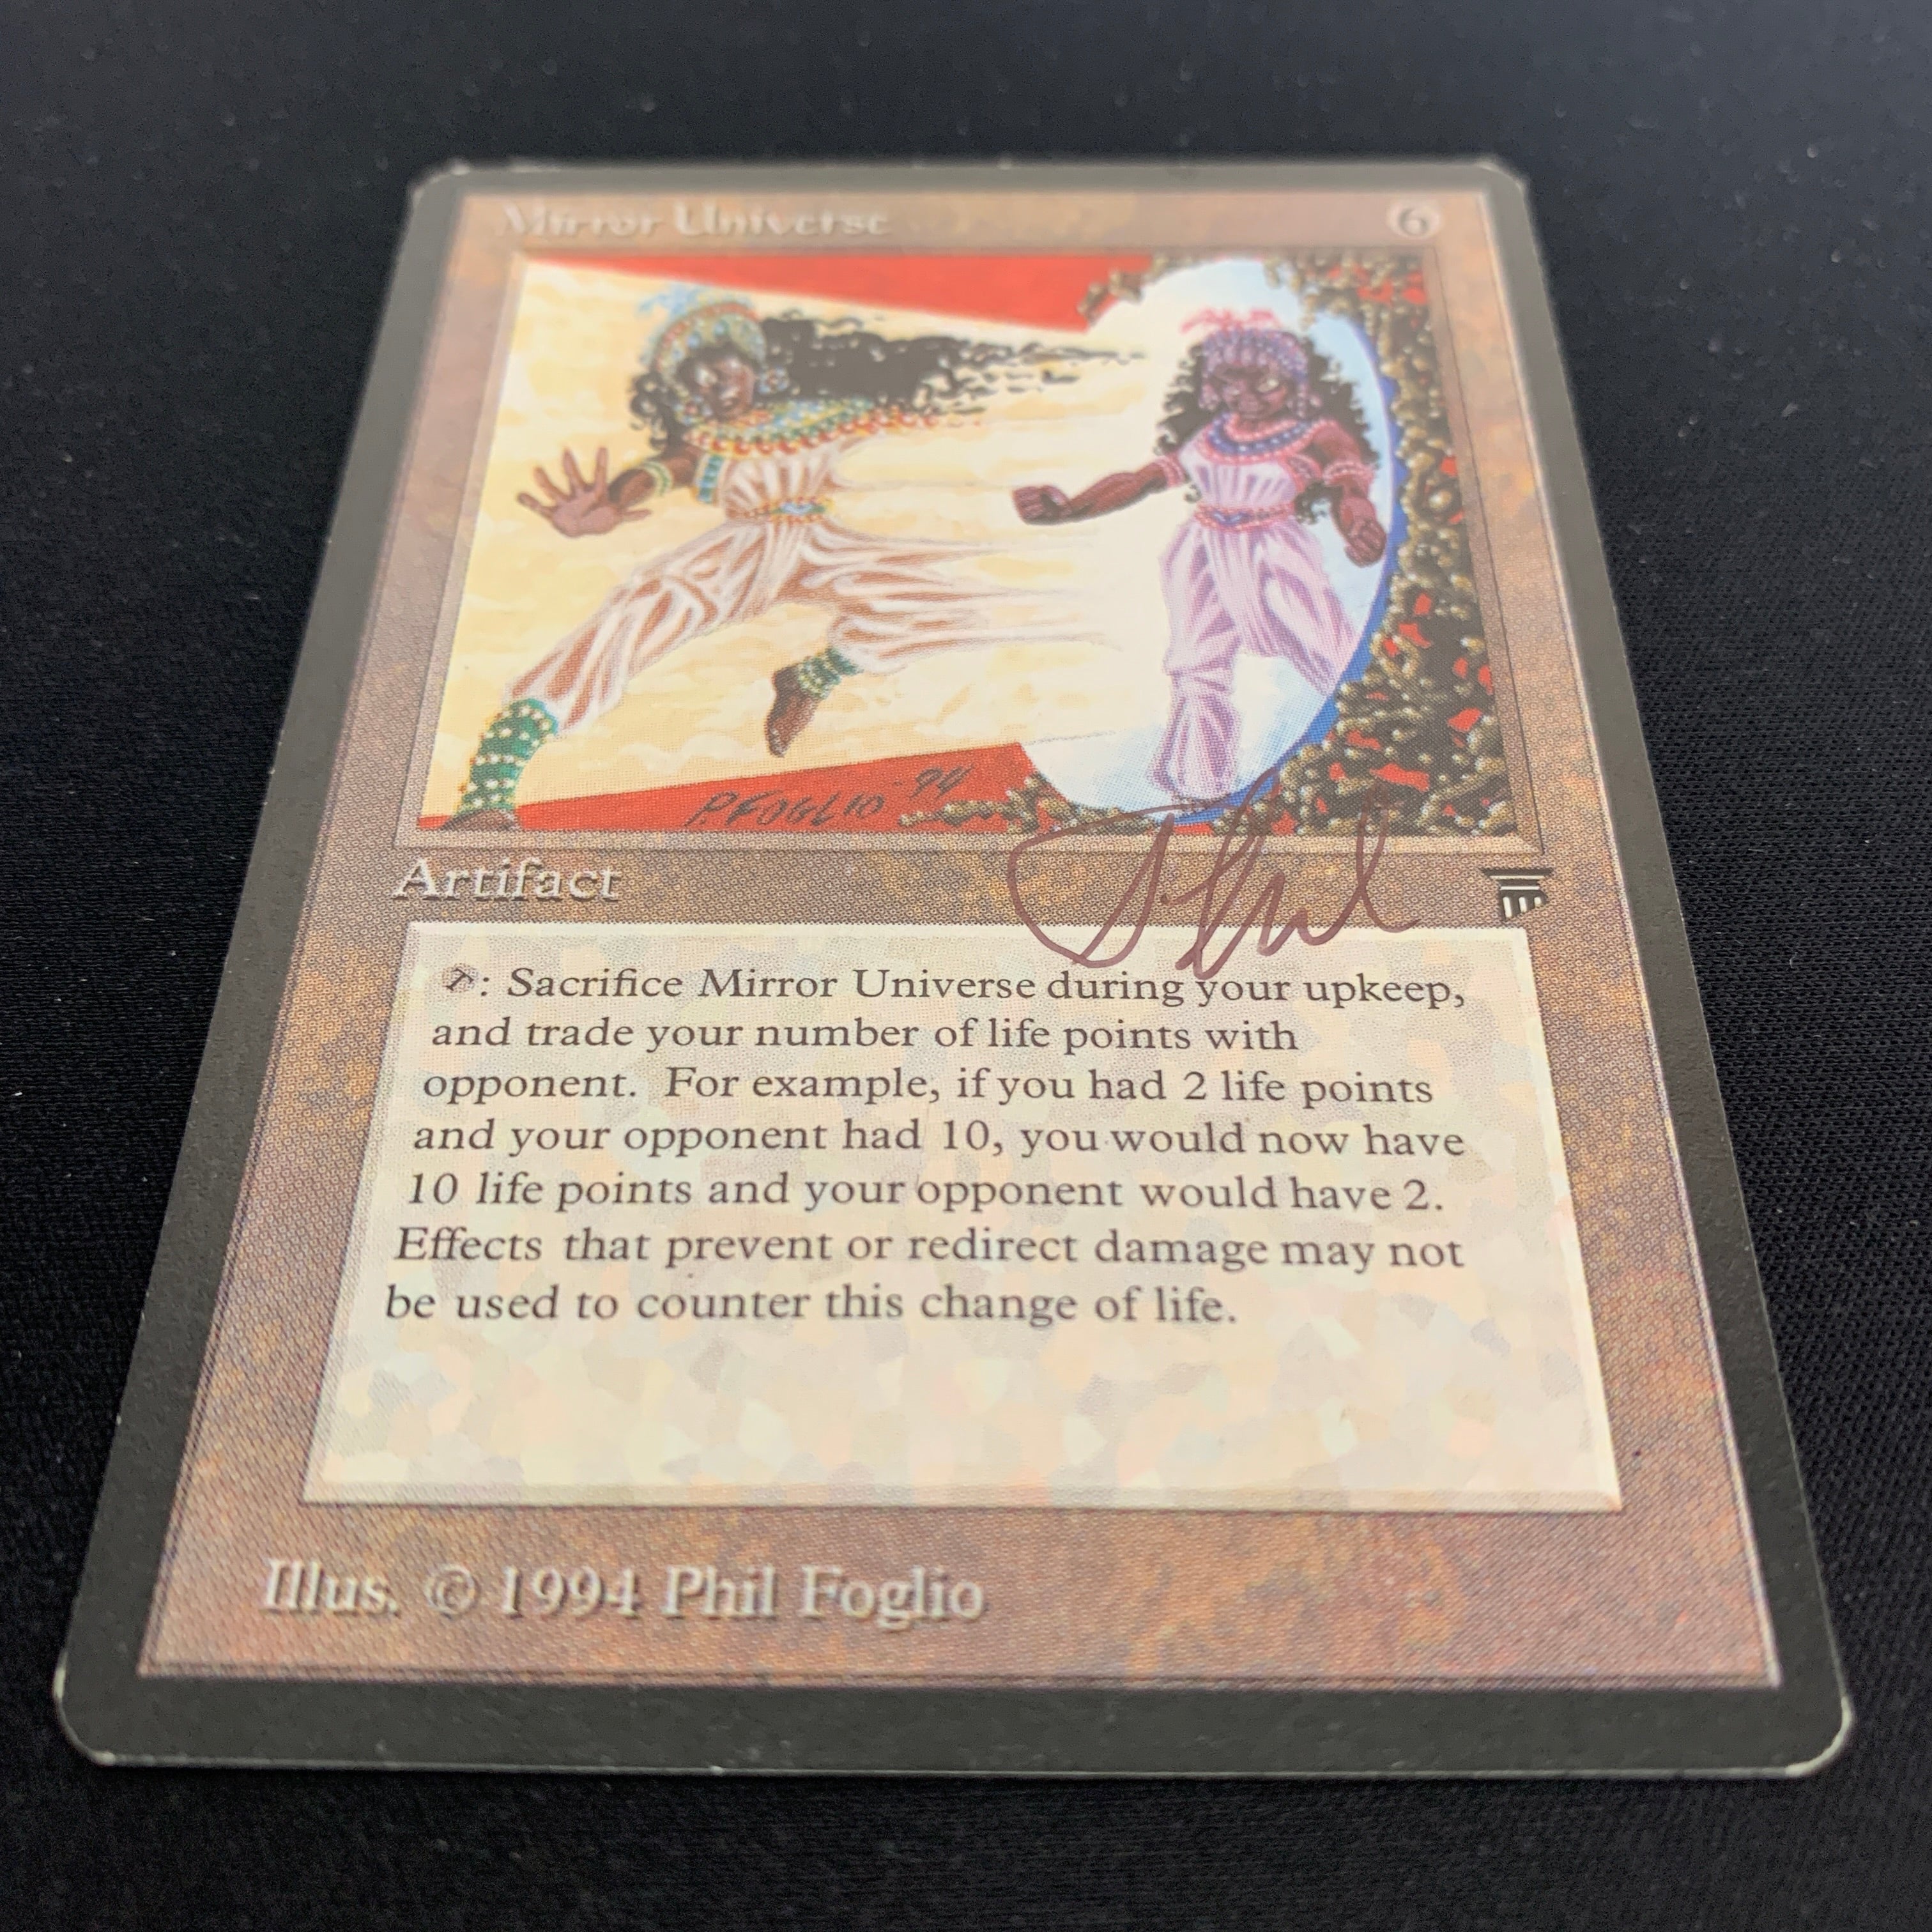 Mirror Universe 6
P. FOGLIO -94
Artifact
T: Sacrifice Mirror Universe during your upkeep,
and trade your number of life points with
opponent. For example, if you had 2 life points
and your opponent had 10, you would now have
10 life points and your opponent would have 2.
Effects that prevent or redirect damage may not
be used to counter this change of life.
Illus. © 1994 Phil Foglio